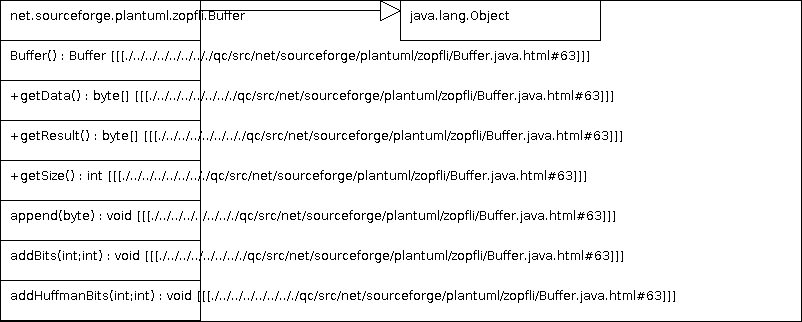 net.sourceforge.plantuml.zopfli.Buffer
java.lang.Object
Buffer() : Buffer [[[./../../../../../../qc/src/net/sourceforge/plantuml/zopfli/Buffer.java.html#63]]]
+getData() : byte[] [[[./../../../../../../qc/src/net/sourceforge/plantuml/zopfli/Buffer.java.html#63]]]
+getResult() : byte[] [[[./../../../../../../qc/src/net/sourceforge/plantuml/zopfli/Buffer.java.html#63]]]
+getSize() : int [[[./../../../../../../qc/src/net/sourceforge/plantuml/zopfli/Buffer.java.html#63]]]
append(byte) : void [[[./../../../../../../qc/src/net/sourceforge/plantuml/zopfli/Buffer.java.html#63]]]
addBits(int;int) : void [[[./../../../../../../qc/src/net/sourceforge/plantuml/zopfli/Buffer.java.html#63]]]
addHuffmanBits(int;int) : void [[[./../../../../../../qc/src/net/sourceforge/plantuml/zopfli/Buffer.java.html#63]]]